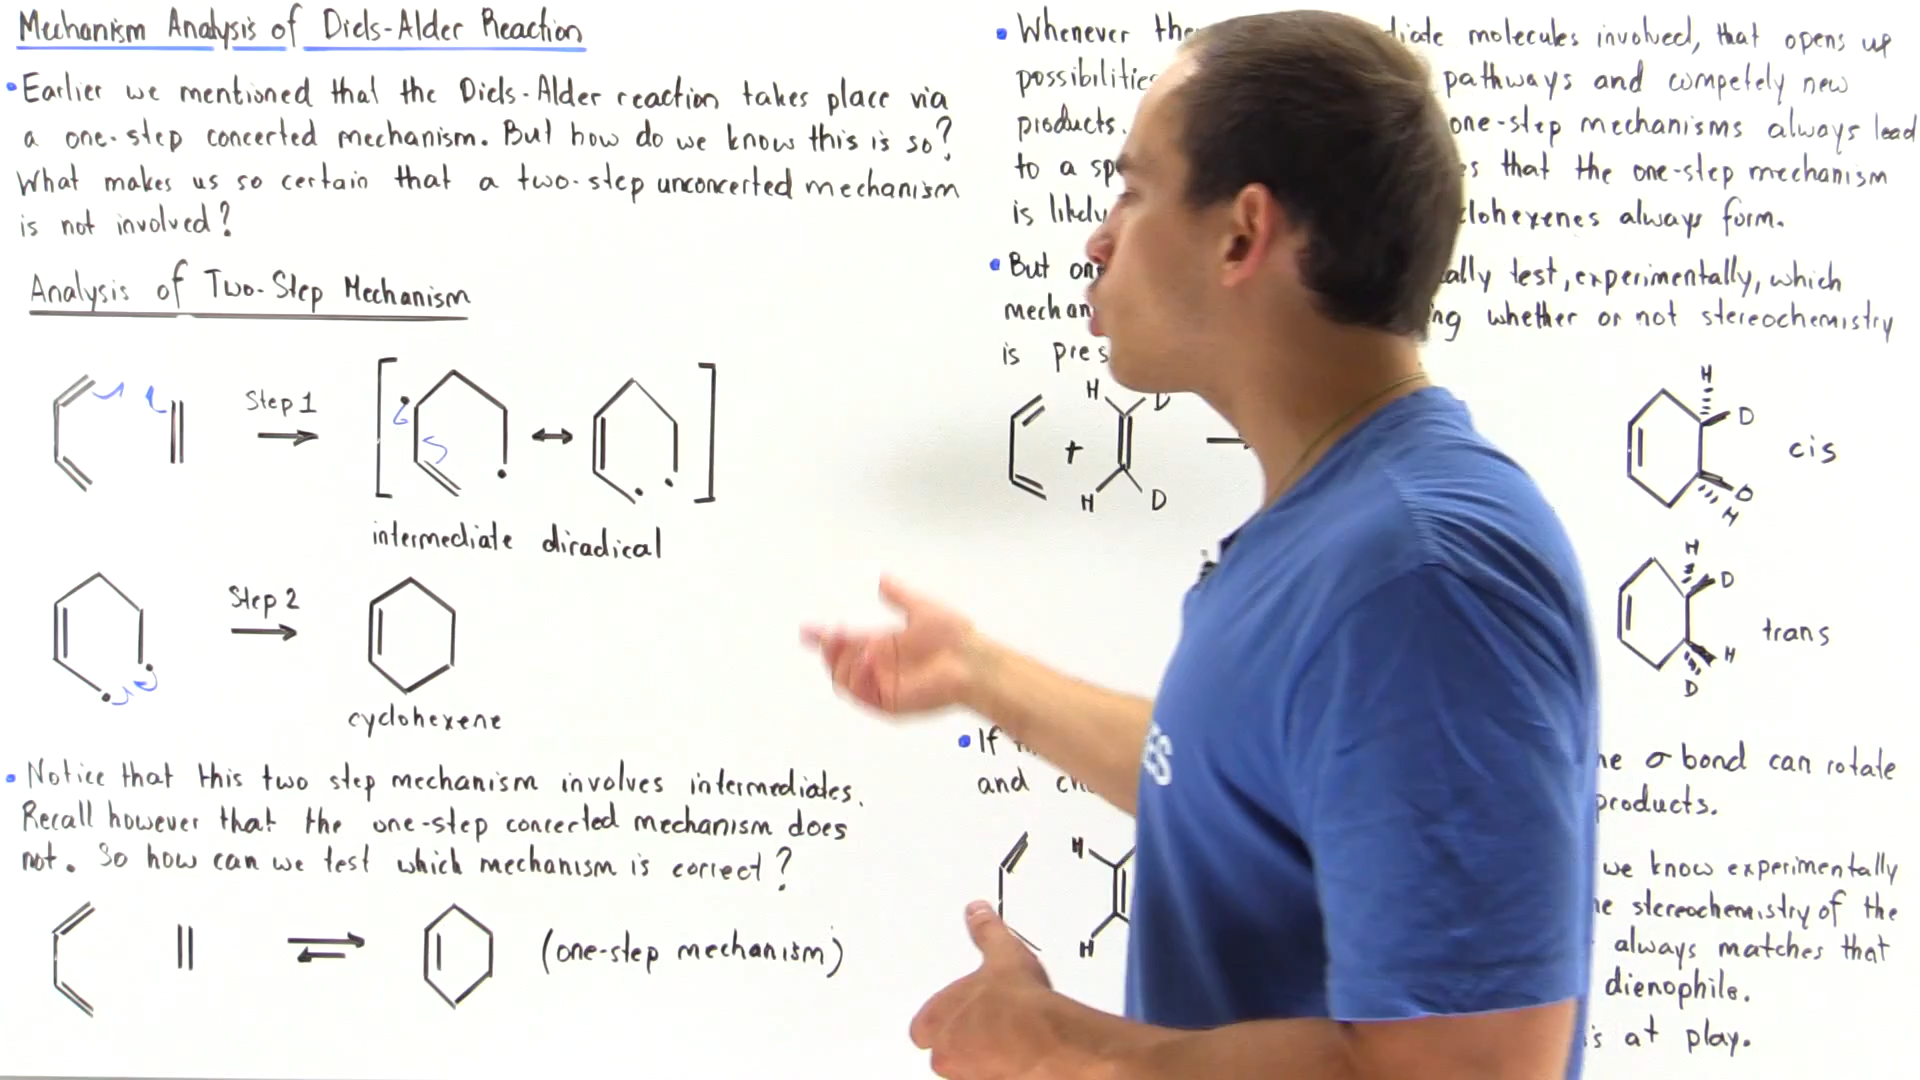 Mechanism Analysis of Diels-Alder Reaction
• Earlier we mentioned that the Diels-Alder reaction takes place via
a one-step concerted mechanism. But how do we know this is so?
What makes us so certain that a two-step unconcerted mechanism
is not involved?
Analysis of Two-Step Mechanism
Step 1
intermediate diradical
Step 2
cyclohexene
• Notice that this two step mechanism involves intermediates.
Recall however that the one-step concerted mechanism does
not. So how can we test which mechanism is correct?
(one-step mechanism)
• Whenever molecules involved, that opens up
pathways and competely new
products. one-step mechanisms always lead
to a that the one-step mechanism
is always form.
• But test, experimentally, which
whether or not stereochemistry
is
H D
+
H D
H
D
cis
D
H
H
D
trans
H
D
• If σ bond can rotate
and products.
H
H
we know experimentally
stereochemistry of the
always matches that
dienophile.
at play.